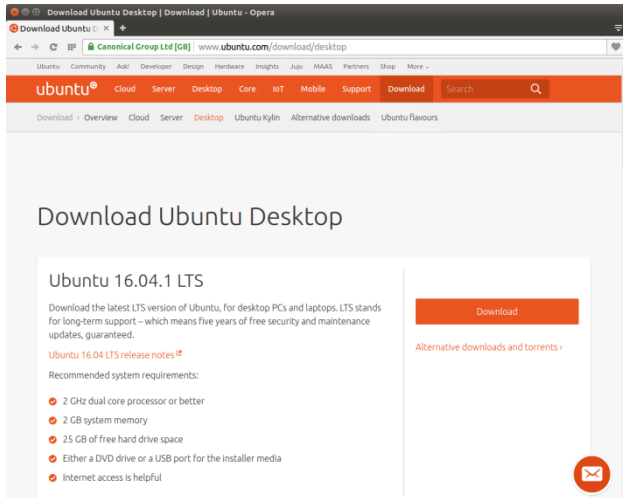 Download Ubuntu Desktop | Download | Ubuntu - Opera
Download Ubuntu D
Canonical Group Ltd [GB] www.ubuntu.com/download/desktop
Ubuntu Community Ask! Developer Design Hardware Insights Juju MAAS Partners Shop More
ubuntu Cloud Server Desktop Core IoT Mobile Support Download Search
Download › Overview Cloud Server Desktop Ubuntu Kylin Alternative downloads Ubuntu flavours
Download Ubuntu Desktop
Ubuntu 16.04.1 LTS
Download the latest LTS version of Ubuntu, for desktop PCs and laptops. LTS stands
for long-term support – which means five years of free security and maintenance
updates, guaranteed.
Ubuntu 16.04 LTS release notes
Recommended system requirements:
2 GHz dual core processor or better
2 GB system memory
25 GB of free hard drive space
Either a DVD drive or a USB port for the installer media
Internet access is helpful
Download
Alternative downloads and torrents ›